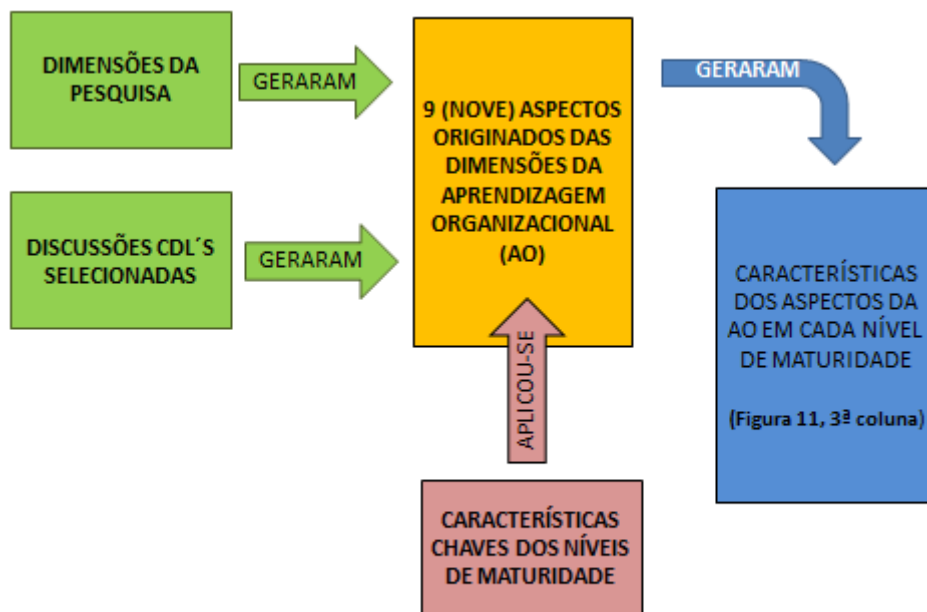 DIMENSÕES DA
PESQUISA
GERARAM
DISCUSSÕES CDL´S
SELECIONADAS
GERARAM
9 (NOVE) ASPECTOS
ORIGINADOS DAS
DIMENSÕES DA
APRENDIZAGEM
ORGANIZACIONAL
(AO)
APLICOU-SE
CARACTERÍSTICAS
CHAVES DOS NÍVEIS
DE MATURIDADE
GERARAM
CARACTERÍSTICAS
DOS ASPECTOS DA
AO EM CADA NÍVEL
DE MATURIDADE
(Figura 11, 3ª coluna)